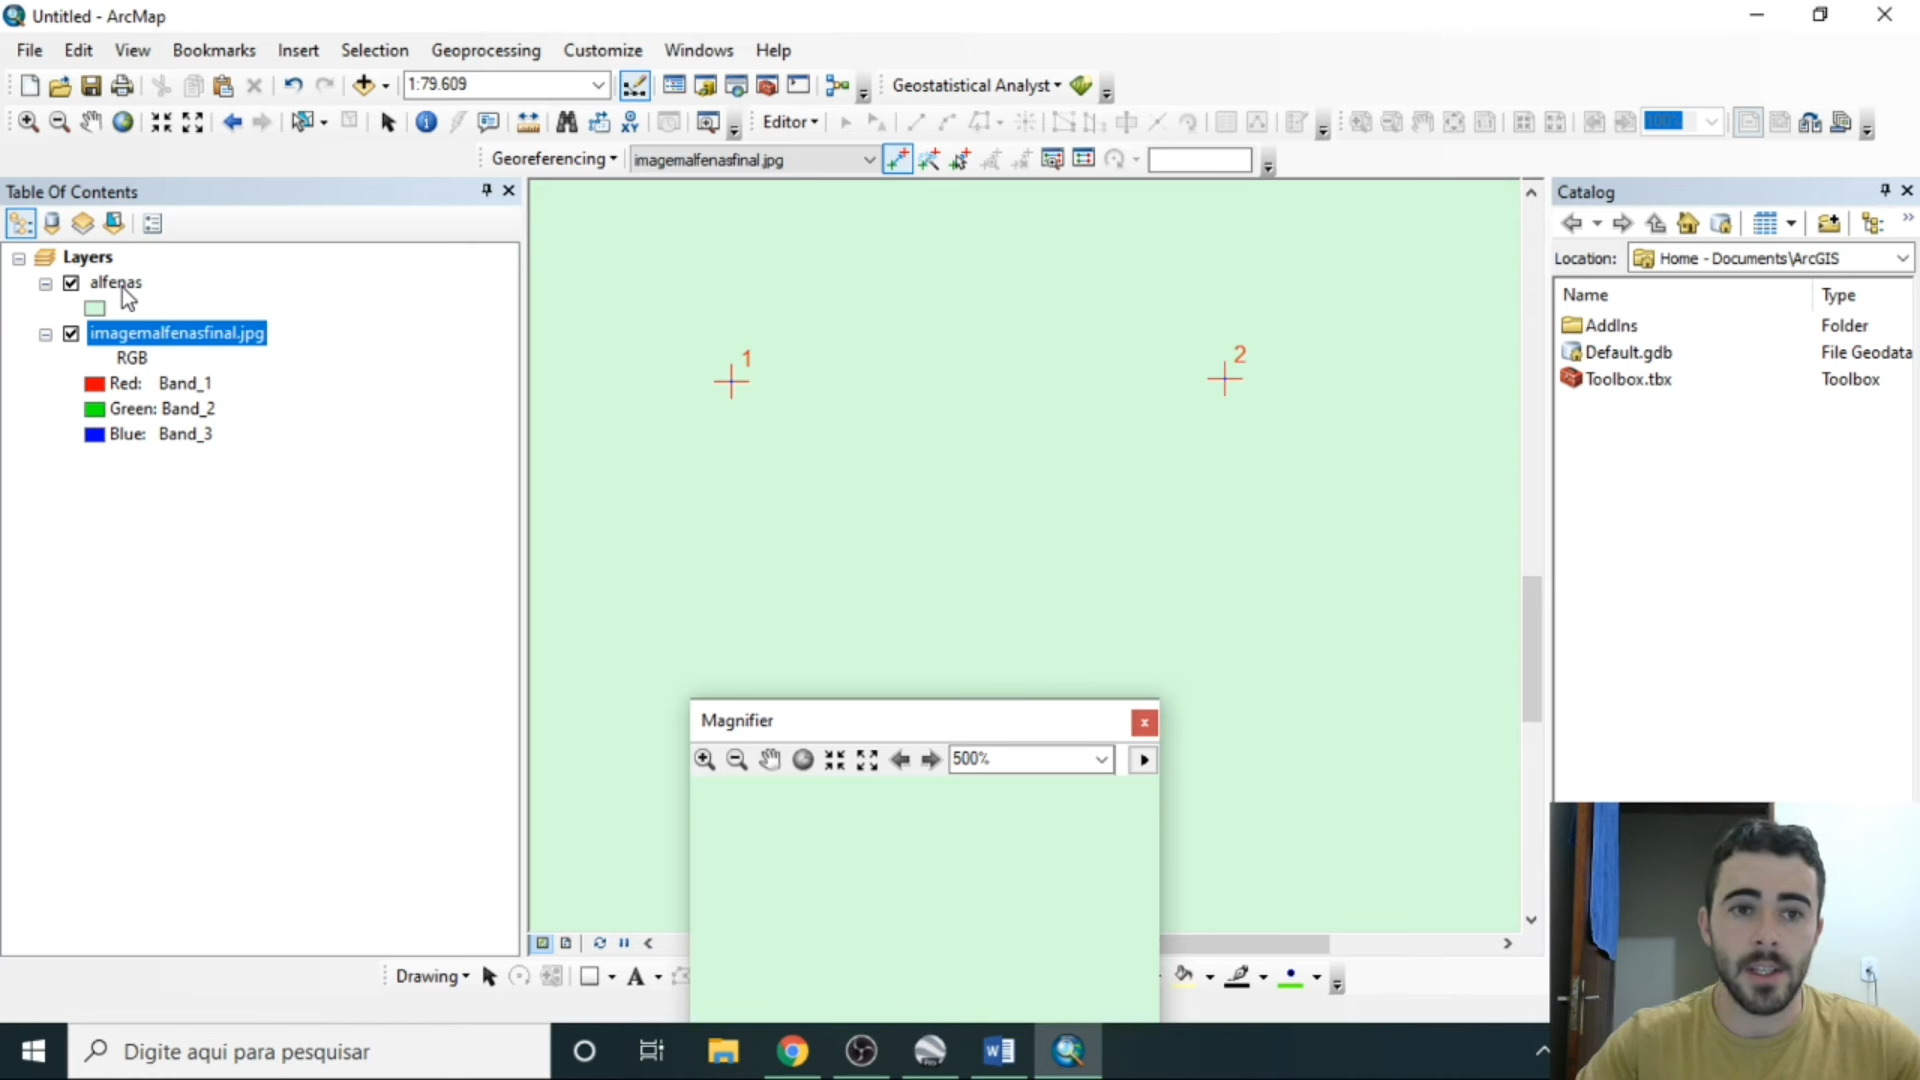 Untitled - ArcMap
File Edit View Bookmarks Insert Selection Geoprocessing Customize Windows Help
1:79.609
Geostatistical Analyst
Editor
100%
Georeferencing
imagemalfenasfinal.jpg
Table Of Contents
Layers
alfenas
imagemalfenasfinal.jpg
RGB
Red: Band_1
Green: Band_2
Blue: Band_3
1
2
Magnifier
500%
Drawing
A
Catalog
Location: Home - Documents\ArcGIS
Name Type
AddIns Folder
Default.gdb File Geodata
Toolbox.tbx Toolbox
Digite aqui para pesquisar